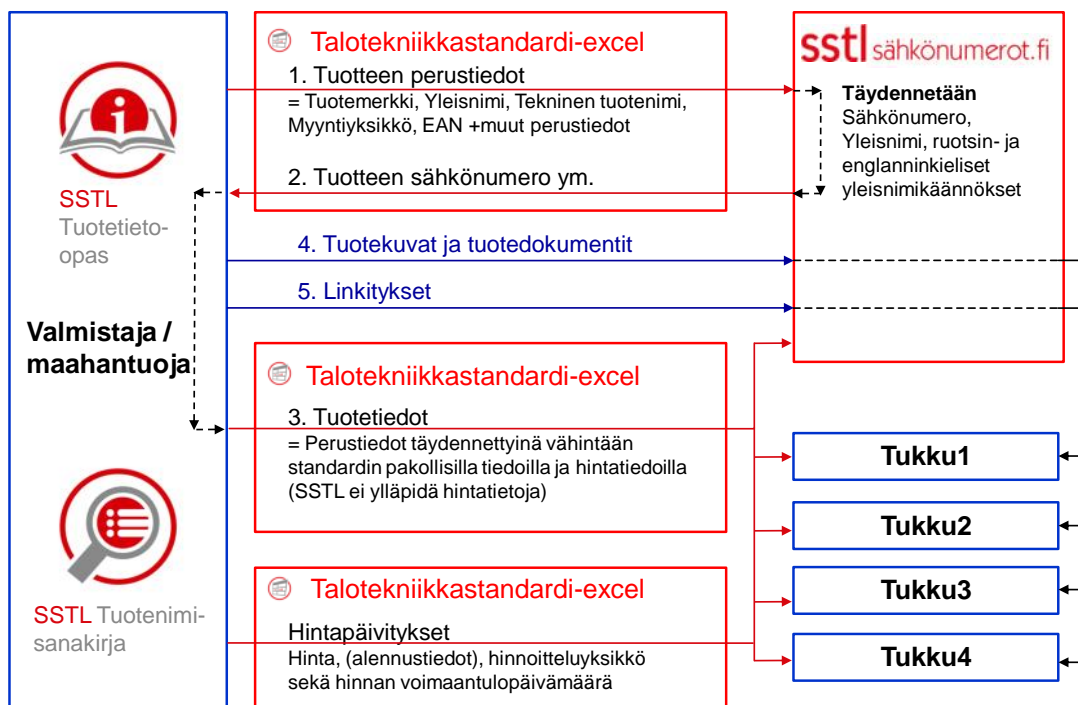 SSTL
Tuotetieto-
opas
Valmistaja /
maahantuoja
SSTL Tuotenimi-
sanakirja
Talotekniikkastandardi-excel
1. Tuotteen perustiedot
= Tuotemerkki, Yleisnimi, Tekninen tuotenimi,
Myyntiyksikkö, EAN +muut perustiedot
2. Tuotteen sähkönumero ym.
4. Tuotekuvat ja tuotedokumentit
5. Linkitykset
Talotekniikkastandardi-excel
3. Tuotetiedot
= Perustiedot täydennettyinä vähintään
standardin pakollisilla tiedoilla ja hintatiedoilla
(SSTL ei ylläpidä hintatietoja)
Talotekniikkastandardi-excel
Hintapäivitykset
Hinta, (alennustiedot), hinnoitteluyksikkö
sekä hinnan voimaantulopäivämäärä
sstl sähkönumerot.fi
Täydennetään
Sähkönumero,
Yleisnimi, ruotsin- ja
englanninkieliset
yleisnimikäännökset
Tukku1
Tukku2
Tukku3
Tukku4